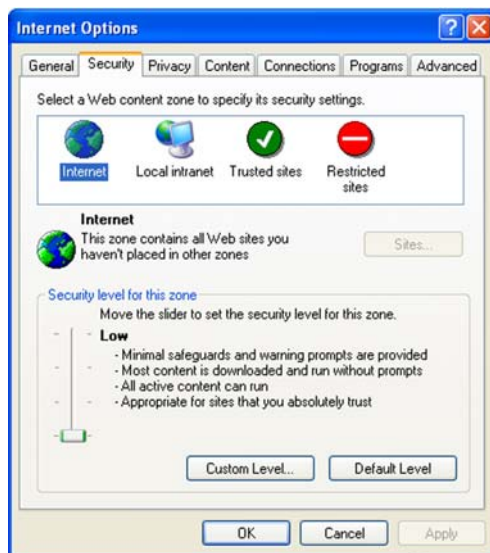 Internet Options
General Security Privacy Content Connections Programs Advanced
Select a Web content zone to specify its security settings.
Internet Local intranet Trusted sites Restricted sites
Internet
This zone contains all Web sites you
haven't placed in other zones
Sites...
Security level for this zone
Move the slider to set the security level for this zone.
Low
- Minimal safeguards and warning prompts are provided
- Most content is downloaded and run without prompts
- All active content can run
- Appropriate for sites that you absolutely trust
Custom Level... Default Level
OK Cancel Apply